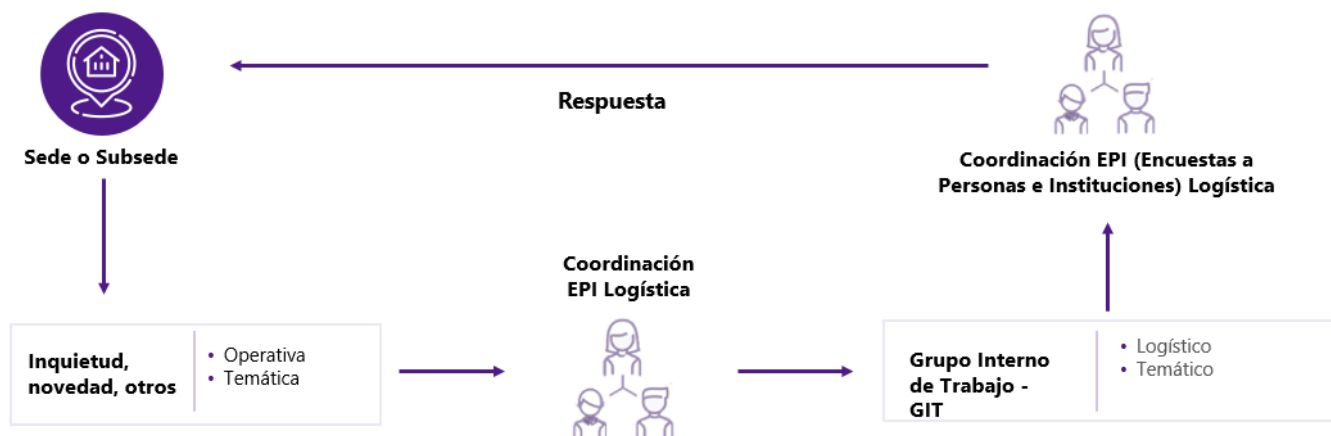 Sede o Subsede
Respuesta
Coordinación EPI (Encuestas a
Personas e Instituciones) Logística
Inquietud,
novedad, otros
• Operativa
• Temática
Coordinación
EPI Logística
Grupo Interno
de Trabajo -
GIT
• Logístico
• Temático